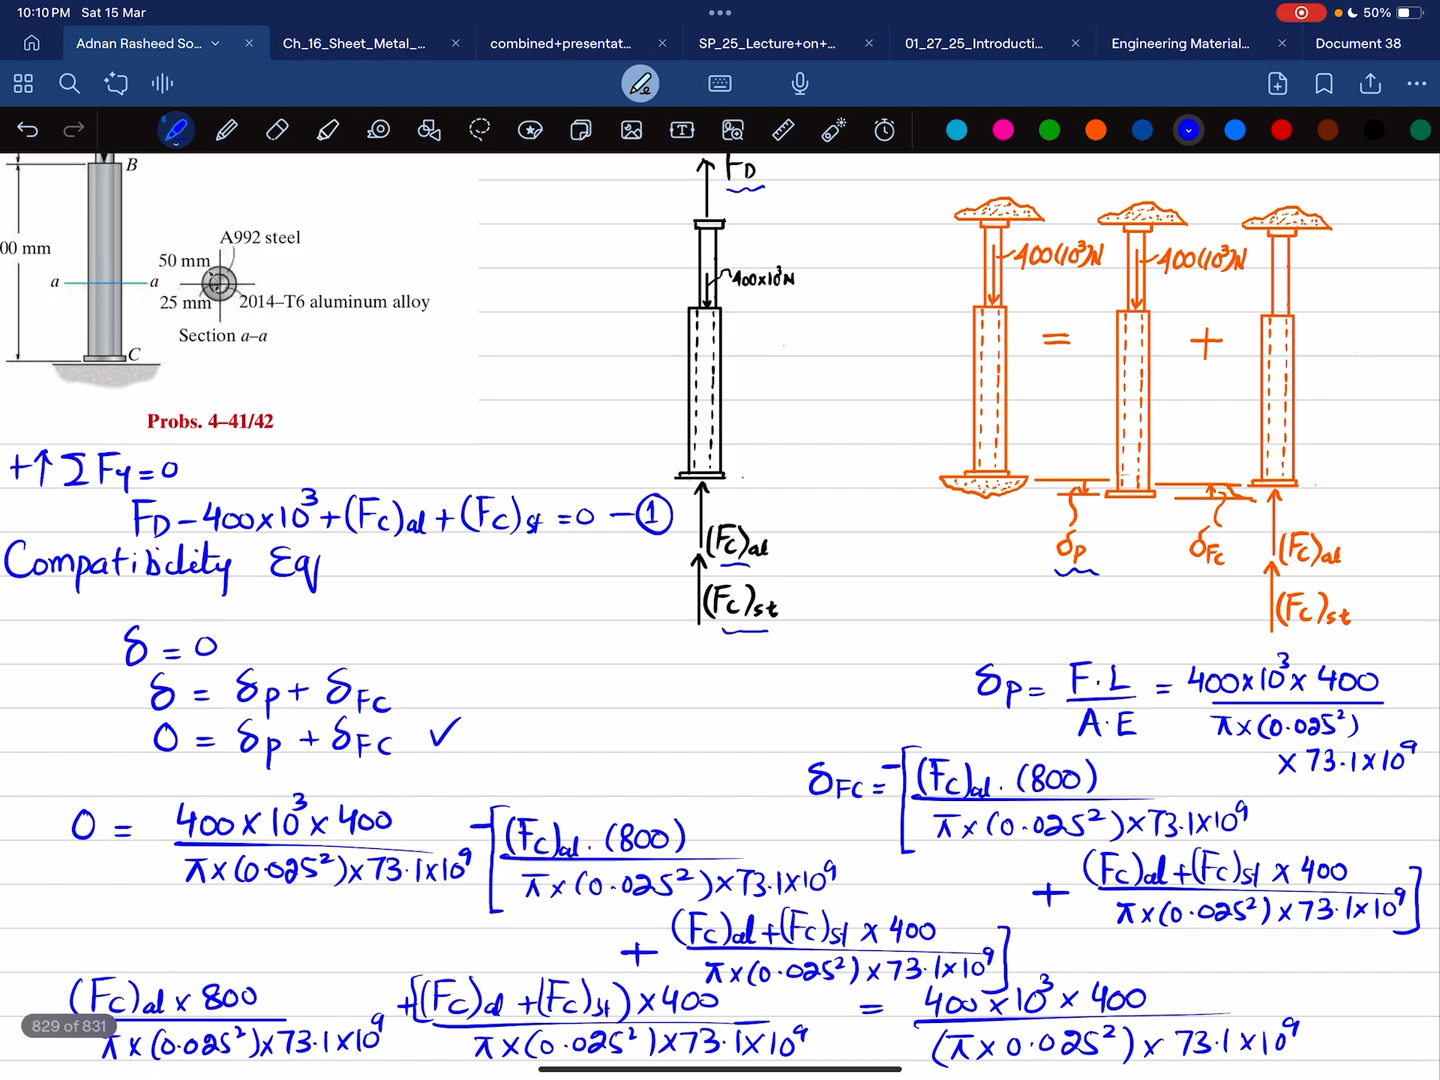 10:10 PM Sat 15 Mar
50%
Adnan Rasheed So...
Ch_16_Sheet_Metal_...
combined+presentat...
SP_25_Lecture+on+...
01_27_25_Introducti...
Engineering Material...
Document 38
B
00 mm
A992 steel
50 mm
a a
25 mm
2014–T6 aluminum alloy
Section a–a
C
Probs. 4–41/42
F_D
400×10³N
(Fc)al
(Fc)st
400(10³)N 400(10³)N
= +
δp δFc (Fc)al
(Fc)st
+↑ ΣFy = 0
F_D − 400×10³ + (Fc)al + (Fc)st = 0 — ①
Compatibility Eq
δ = 0
δ = δp + δFc
0 = δp + δFc ✓
δp = F.L / A.E = 400×10³ × 400 / π×(0.025²) × 73.1×10⁹
δFC = −[(Fc)al . (800) / π×(0.025²)×73.1×10⁹
+ (Fc)al + (Fc)st × 400 / π×(0.025²)×73.1×10⁹]
0 = 400×10³×400 / π×(0.025²)×73.1×10⁹ −[(Fc)al . (800) / π×(0.025²)×73.1×10⁹
+ (Fc)al + (Fc)st × 400 / π×(0.025²)×73.1×10⁹]
(Fc)al × 800 / π×(0.025²)×73.1×10⁹ + ((Fc)al + (Fc)st) × 400 / π×(0.025²)×73.1×10⁹ = 400×10³×400 / (π×0.025²)×73.1×10⁹
829 of 831